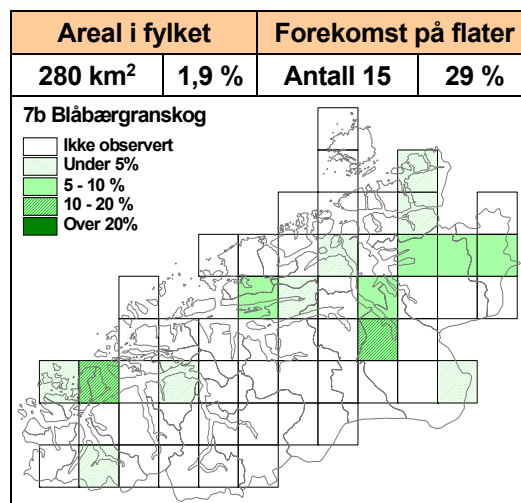 Areal i fylket Forekomst på flater
280 km² 1,9 % Antall 15 29 %
7b Blåbærgranskog
Ikke observert
Under 5%
5 - 10 %
10 - 20 %
Over 20%